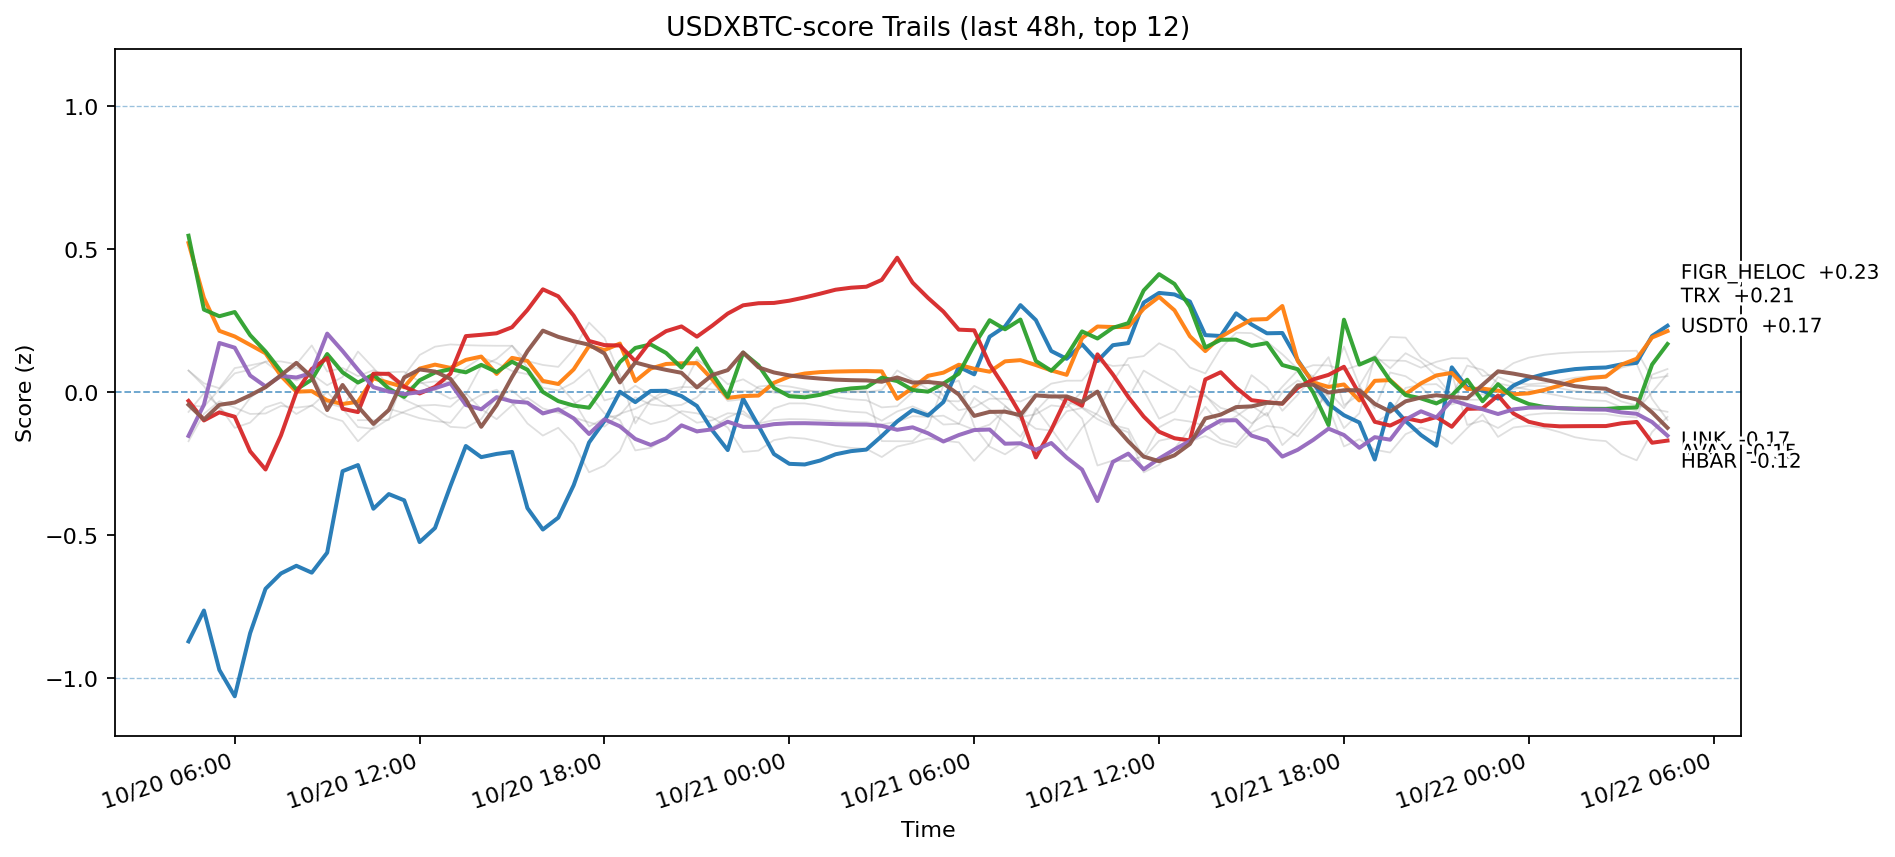 USDXBTC-score Trails (last 48h, top 12)
Score (z)
1.0
0.5
0.0
−0.5
−1.0
FIGR_HELOC +0.23
TRX +0.21
USDT0 +0.17
LINK -0.17
AVAX -0.15
HBAR -0.12
10/20 06:00
10/20 12:00
10/20 18:00
10/21 00:00
10/21 06:00
10/21 12:00
10/21 18:00
10/22 00:00
10/22 06:00
Time